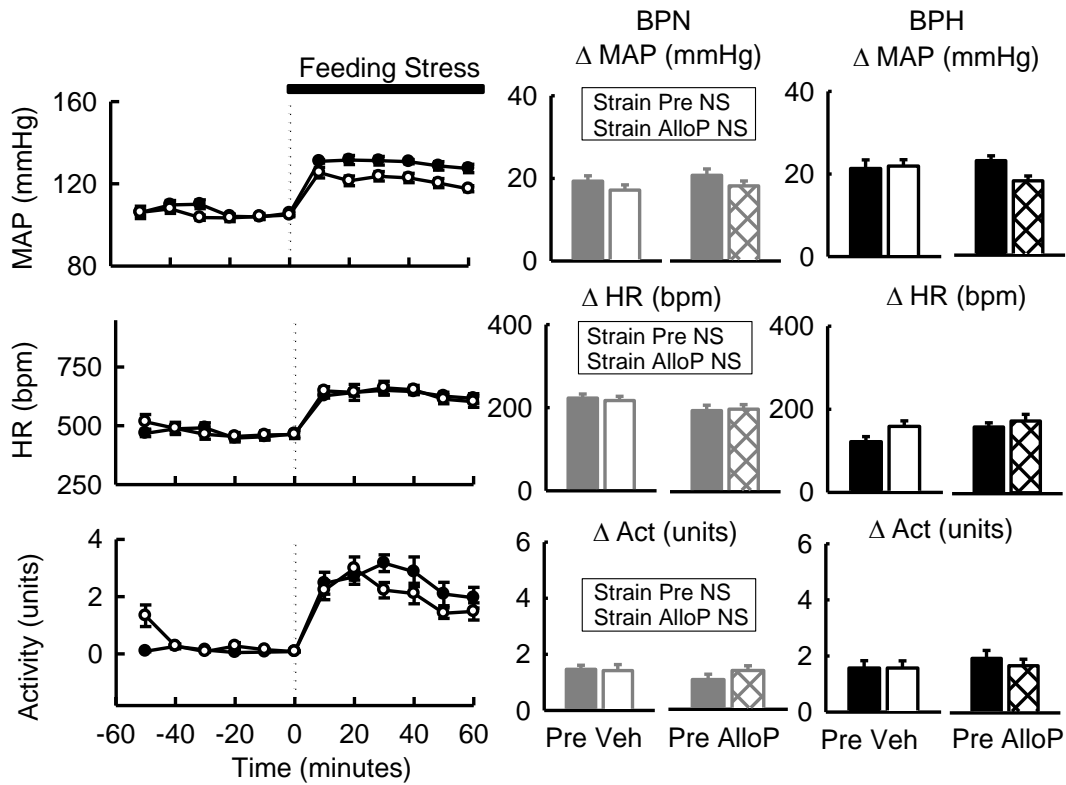 BPN
BPH
Feeding Stress
Δ MAP (mmHg)
Δ MAP (mmHg)
MAP (mmHg)
160
120
80
40
20
0
Strain Pre NS
Strain AlloP NS
40
20
0
Δ HR (bpm)
Δ HR (bpm)
HR (bpm)
750
500
250
400
200
0
Strain Pre NS
Strain AlloP NS
400
200
0
Δ Act (units)
Δ Act (units)
Activity (units)
4
2
0
6
4
2
0
Strain Pre NS
Strain AlloP NS
6
4
2
0
-60 -40 -20 0 20 40 60
Time (minutes)
Pre Veh Pre AlloP
Pre Veh Pre AlloP